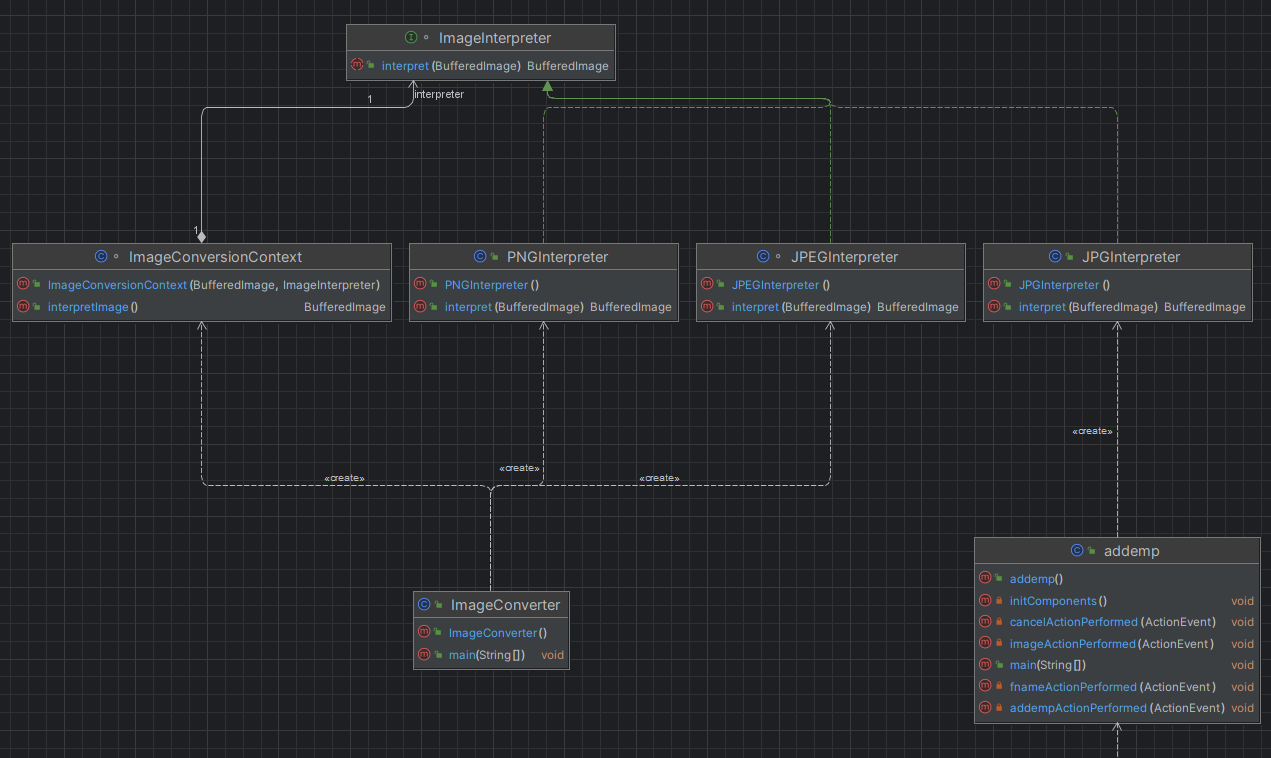 ImageInterpreter
interpret (BufferedImage) BufferedImage
1
interpreter
1
ImageConversionContext
ImageConversionContext (BufferedImage, ImageInterpreter)
interpretImage () BufferedImage
PNGInterpreter
PNGInterpreter ()
interpret (BufferedImage) BufferedImage
JPEGInterpreter
JPEGInterpreter ()
interpret (BufferedImage) BufferedImage
JPGInterpreter
JPGInterpreter ()
interpret (BufferedImage) BufferedImage
«create»
«create»
«create»
«create»
ImageConverter
ImageConverter ()
main(String[]) void
addemp
addemp()
initComponents () void
cancelActionPerformed (ActionEvent) void
imageActionPerformed (ActionEvent) void
main(String[]) void
fnameActionPerformed (ActionEvent) void
addempActionPerformed (ActionEvent) void